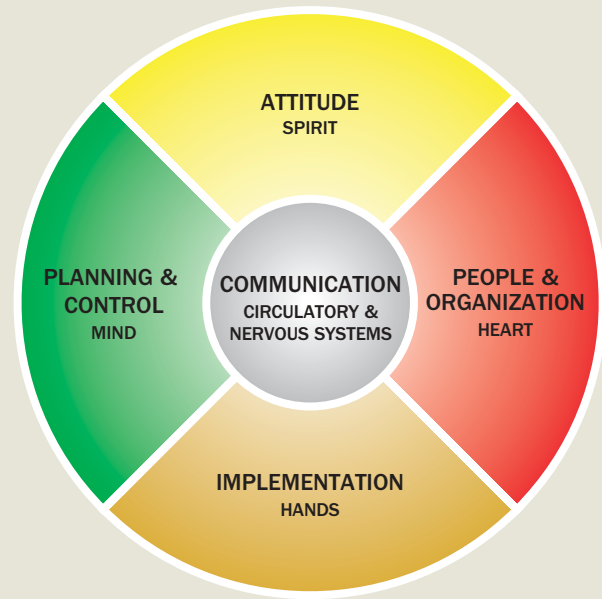 ATTITUDE
SPIRIT
PLANNING &
CONTROL
MIND
COMMUNICATION
CIRCULATORY &
NERVOUS SYSTEMS
PEOPLE &
ORGANIZATION
HEART
IMPLEMENTATION
HANDS